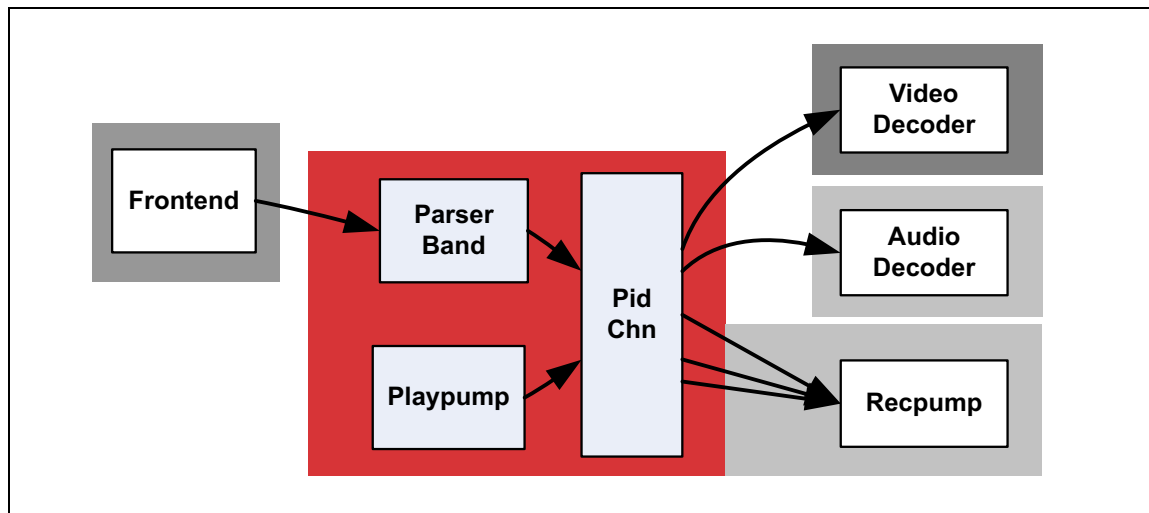 Frontend
Parser
Band
Playpump
Pid
Chn
Video
Decoder
Audio
Decoder
Recpump